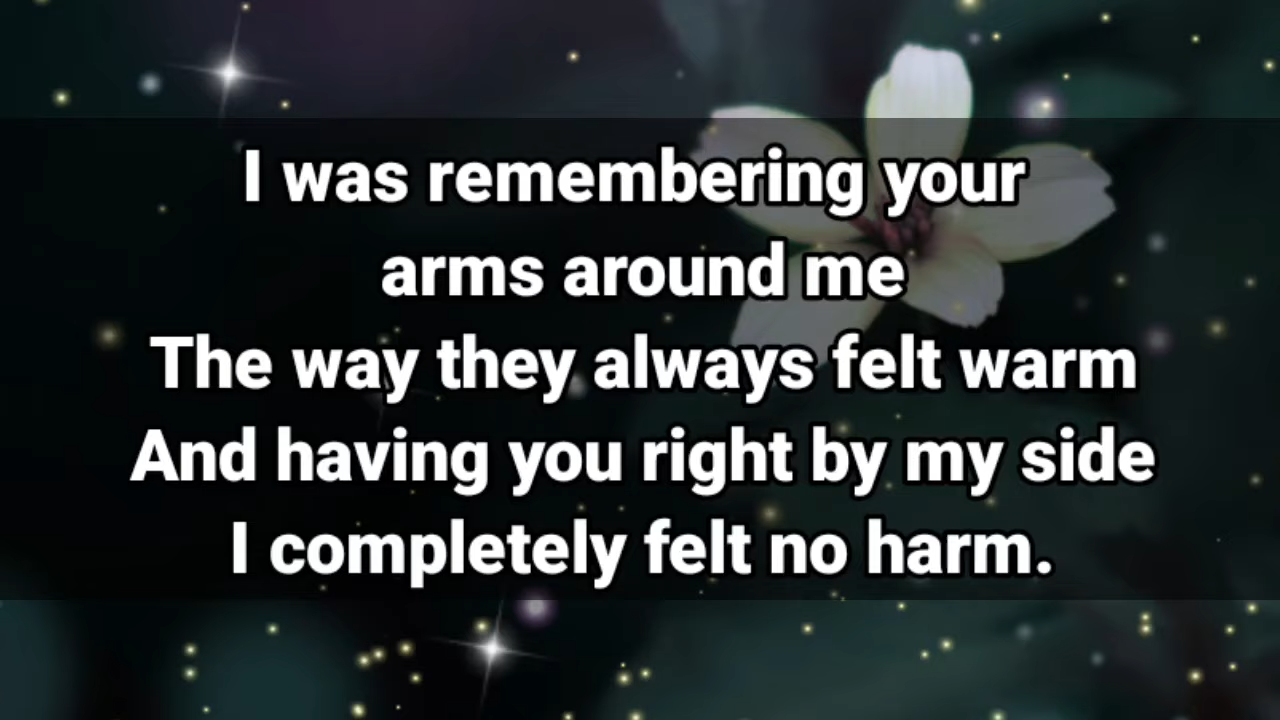 I was remembering your
arms around me
The way they always felt warm
And having you right by my side
I completely felt no harm.